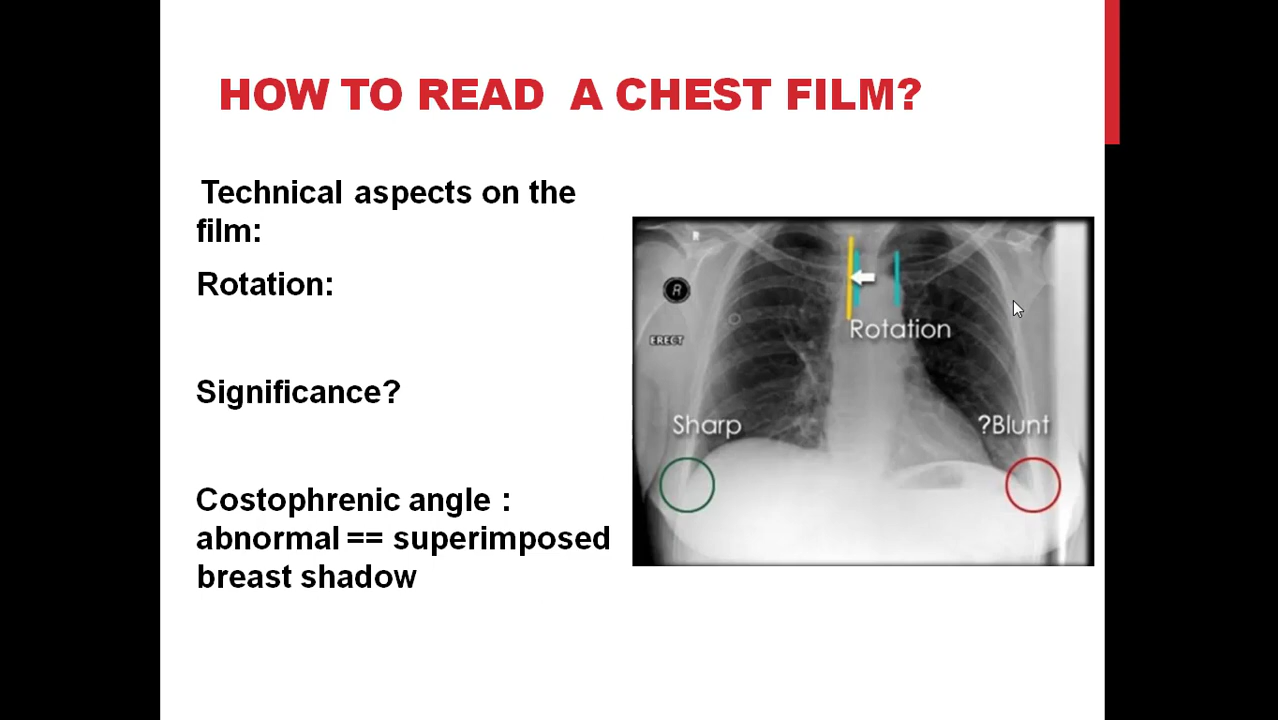 HOW TO READ  A CHEST FILM?
Technical aspects on the
film:
Rotation:
Significance?
Costophrenic angle :
abnormal == superimposed
breast shadow
R
R
ERECT
Rotation
Sharp
?Blunt